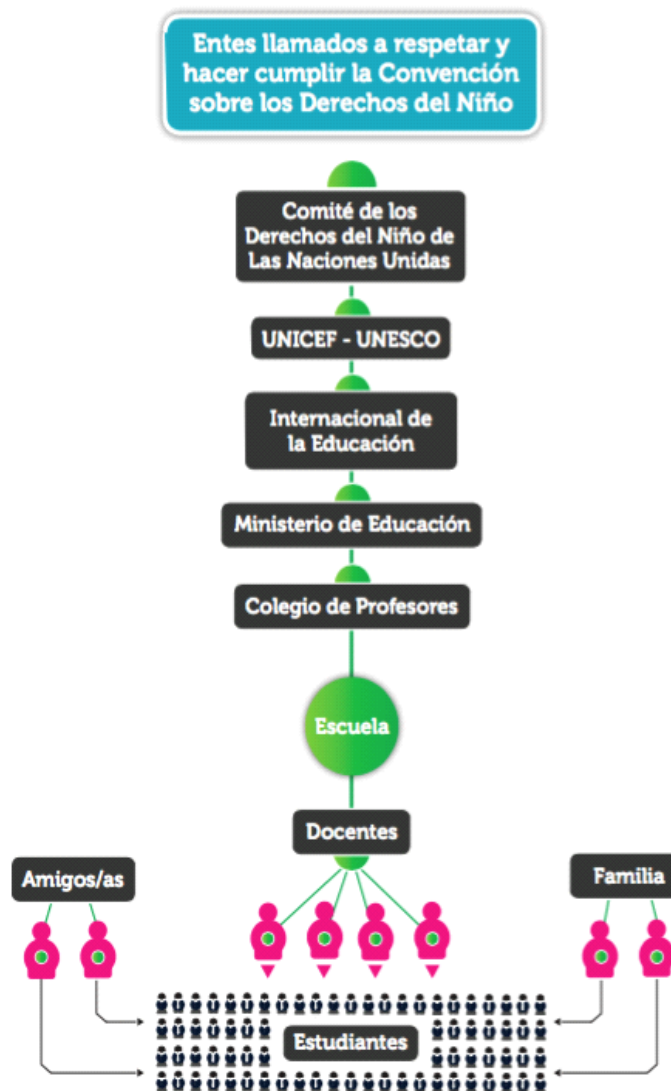 Entes llamados a respetar y
hacer cumplir la Convención
sobre los Derechos del Niño
Comité de los
Derechos del Niño de
Las Naciones Unidas
UNICEF - UNESCO
Internacional de
la Educación
Ministerio de Educación
Colegio de Profesores
Escuela
Docentes
Amigos/as
Familia
Estudiantes